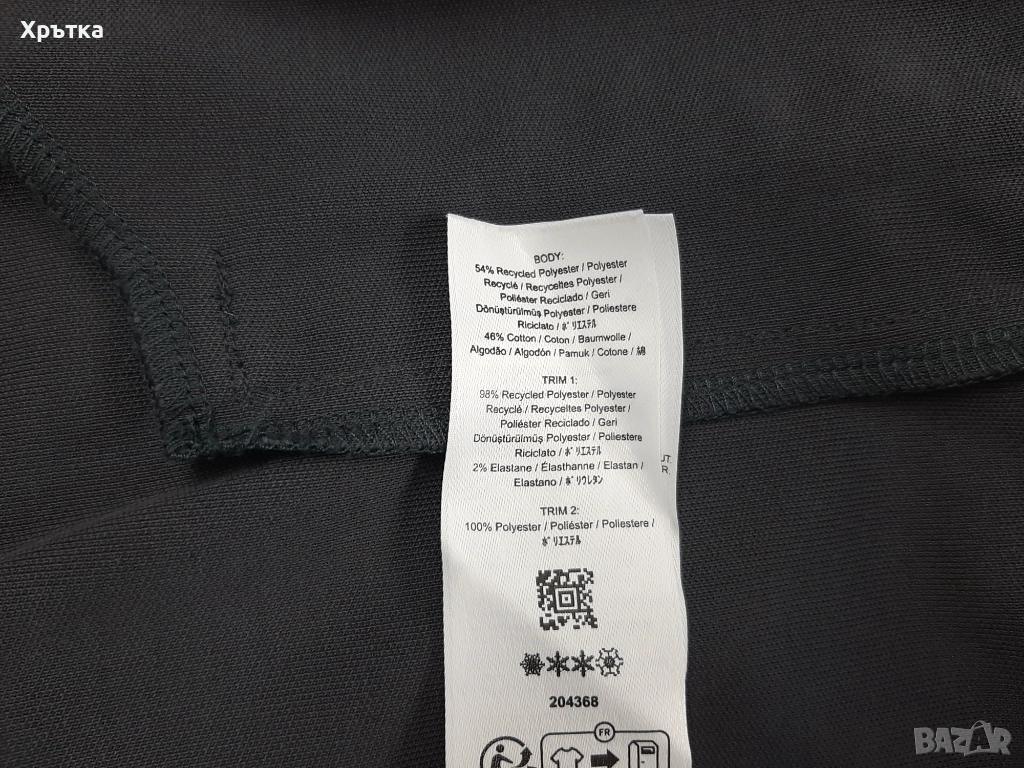 Хрътка
BODY:
54% Recycled Polyester / Polyester
Recyclé / Recyceltes Polyester /
Poliéster Reciclado / Geri
Dönüştürülmüş Polyester / Poliestere
Riciclato / ﾎﾟﾘｴｽﾃﾙ
46% Cotton / Coton / Baumwolle /
Algodão / Algodón / Pamuk / Cotone / 綿
TRIM 1:
98% Recycled Polyester / Polyester
Recyclé / Recyceltes Polyester /
Poliéster Reciclado / Geri
Dönüştürülmüş Polyester / Poliestere
Riciclato / ﾎﾟﾘｴｽﾃﾙ
2% Elastane / Élasthanne / Elastan /
Elastano / ﾎﾟﾘｳﾚﾀﾝ
UT.
R.
TRIM 2:
100% Polyester / Poliéster / Poliestere /
ﾎﾟﾘｴｽﾃﾙ
204368
FR
BAZAR